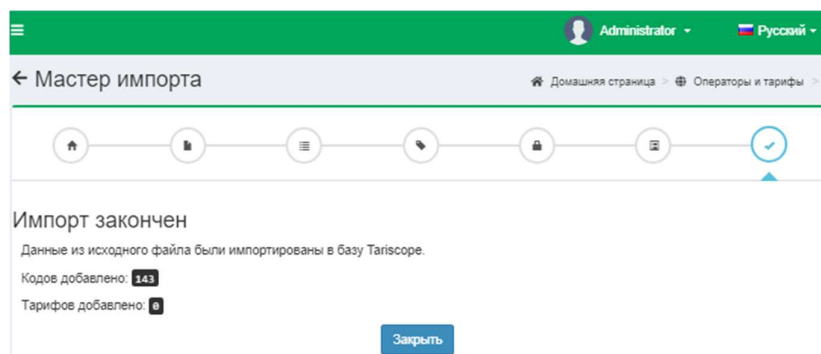 Administrator
Русский
Мастер импорта
Домашняя страница > Операторы и тарифы >
Импорт закончен
Данные из исходного файла были импортированы в базу Tariscope.
Кодов добавлено: 143
Тарифов добавлено: 0
Закрыть